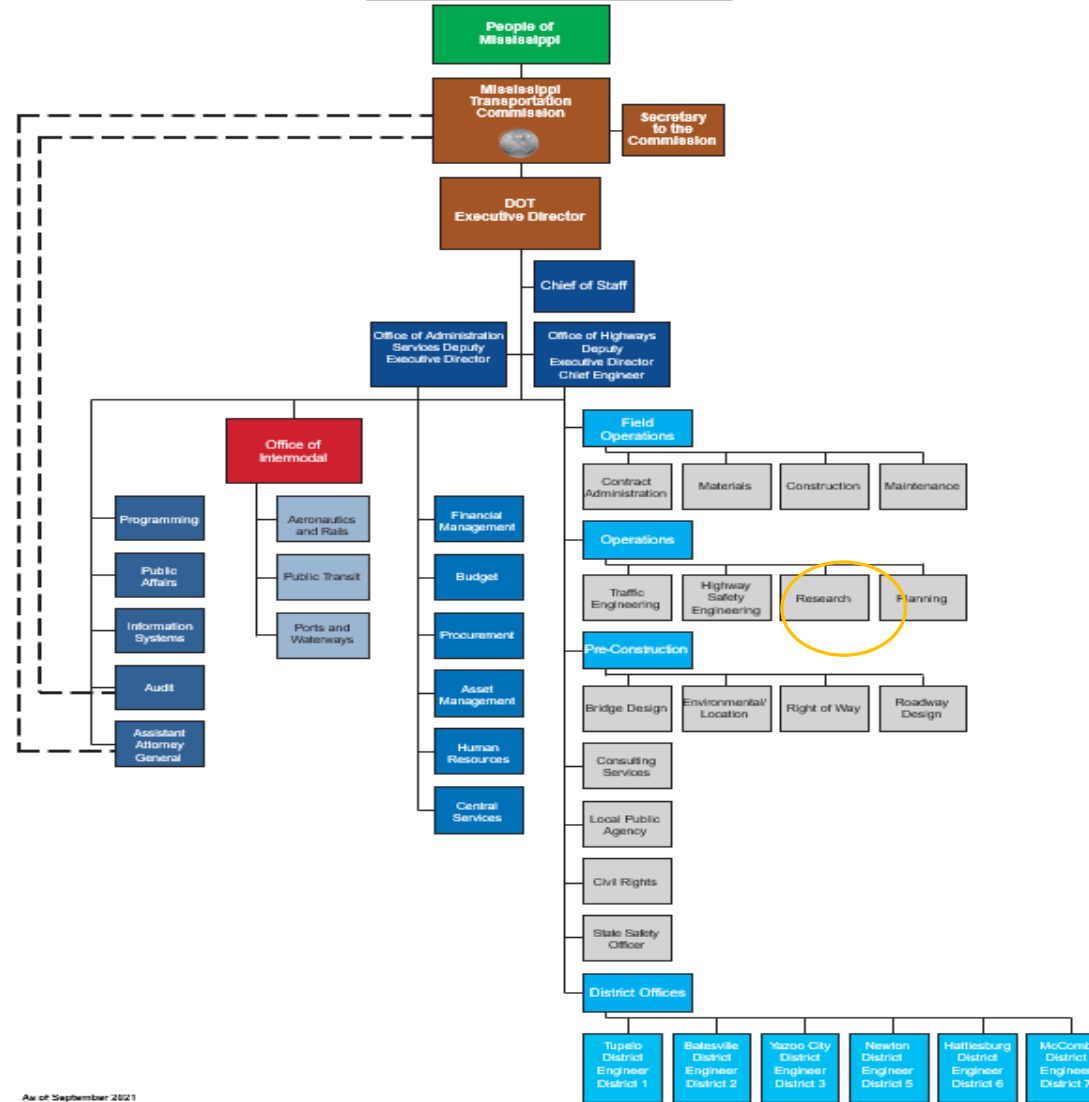 People of
Mississippi
Mississippi
Transportation
Commission
Secretary
to the
Commission
DOT
Executive Director
Chief of Staff
Office of Administration
Services Deputy
Executive Director
Office of Highways
Deputy
Executive Director
Chief Engineer
Office of
Intermodal
Programming
Public
Affairs
Information
Systems
Audit
Assistant
Attorney
General
Aeronautics
and Rails
Public Transit
Ports and
Waterways
Financial
Management
Budget
Procurement
Asset
Management
Human
Resources
Central
Services
Field
Operations
Contract
Administration
Materials
Construction
Maintenance
Operations
Traffic
Engineering
Highway
Safety
Engineering
Research
Planning
Pre-Construction
Bridge Design
Environmental/
Location
Right of Way
Roadway
Design
Consulting
Services
Local Public
Agency
Civil Rights
State Safety
Officer
District Offices
Tupelo
District
Engineer
District 1
Batesville
District
Engineer
District 2
Yazoo City
District
Engineer
District 3
Newton
District
Engineer
District 5
Hattiesburg
District
Engineer
District 6
McComb
District
Engineer
District 7
As of September 2021